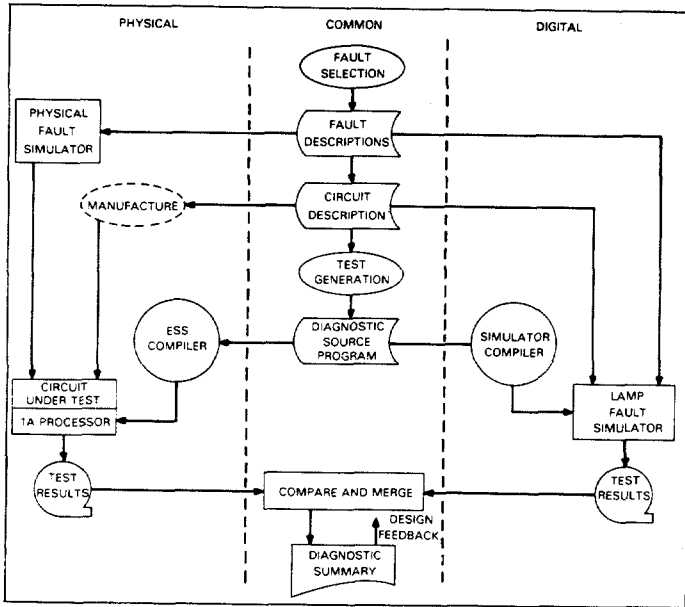 PHYSICAL
COMMON
DIGITAL
FAULT
SELECTION
PHYSICAL
FAULT
SIMULATOR
FAULT
DESCRIPTIONS
MANUFACTURE
CIRCUIT
DESCRIPTION
TEST
GENERATION
ESS
COMPILER
DIAGNOSTIC
SOURCE
PROGRAM
SIMULATOR
COMPILER
CIRCUIT
UNDER TEST
1A PROCESSOR
LAMP
FAULT
SIMULATOR
TEST
RESULTS
COMPARE AND MERGE
TEST
RESULTS
DESIGN
FEEDBACK
DIAGNOSTIC
SUMMARY